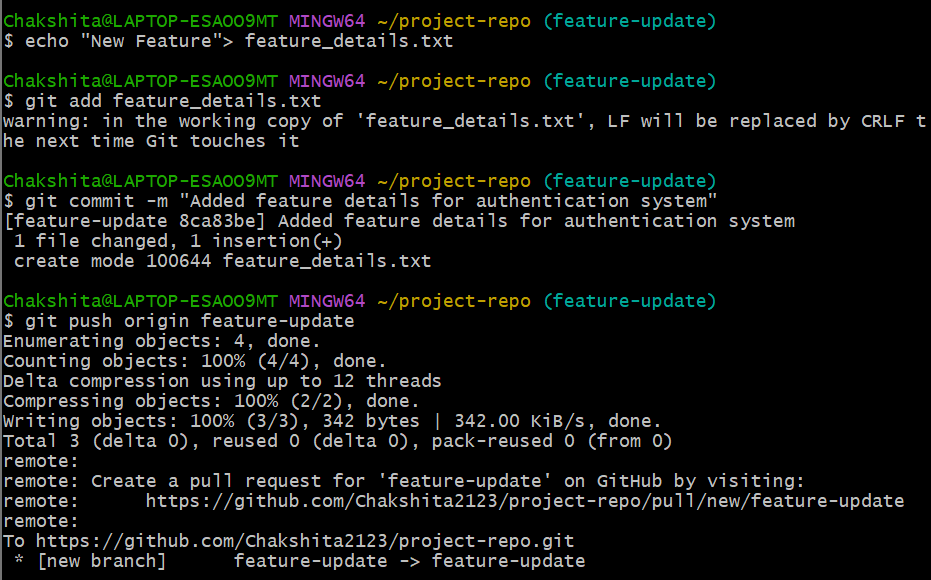 Chakshita@LAPTOP-ESAOO9MT MINGW64 ~/project-repo (feature-update)
$ echo "New Feature"> feature_details.txt
Chakshita@LAPTOP-ESAOO9MT MINGW64 ~/project-repo (feature-update)
$ git add feature_details.txt
warning: in the working copy of 'feature_details.txt', LF will be replaced by CRLF t
he next time Git touches it
Chakshita@LAPTOP-ESAOO9MT MINGW64 ~/project-repo (feature-update)
$ git commit -m "Added feature details for authentication system"
[feature-update 8ca83be] Added feature details for authentication system
 1 file changed, 1 insertion(+)
 create mode 100644 feature_details.txt
Chakshita@LAPTOP-ESAOO9MT MINGW64 ~/project-repo (feature-update)
$ git push origin feature-update
Enumerating objects: 4, done.
Counting objects: 100% (4/4), done.
Delta compression using up to 12 threads
Compressing objects: 100% (2/2), done.
Writing objects: 100% (3/3), 342 bytes | 342.00 KiB/s, done.
Total 3 (delta 0), reused 0 (delta 0), pack-reused 0 (from 0)
remote:
remote: Create a pull request for 'feature-update' on GitHub by visiting:
remote:      https://github.com/Chakshita2123/project-repo/pull/new/feature-update
remote:
To https://github.com/Chakshita2123/project-repo.git
 * [new branch]      feature-update -> feature-update